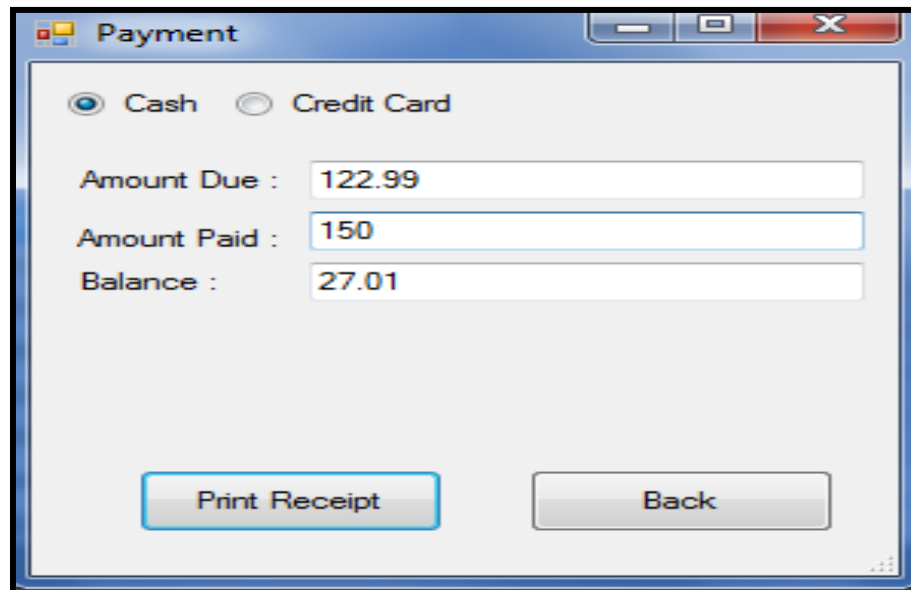 Payment
Cash Credit Card
Amount Due : 122.99
Amount Paid : 150
Balance : 27.01
Print Receipt Back